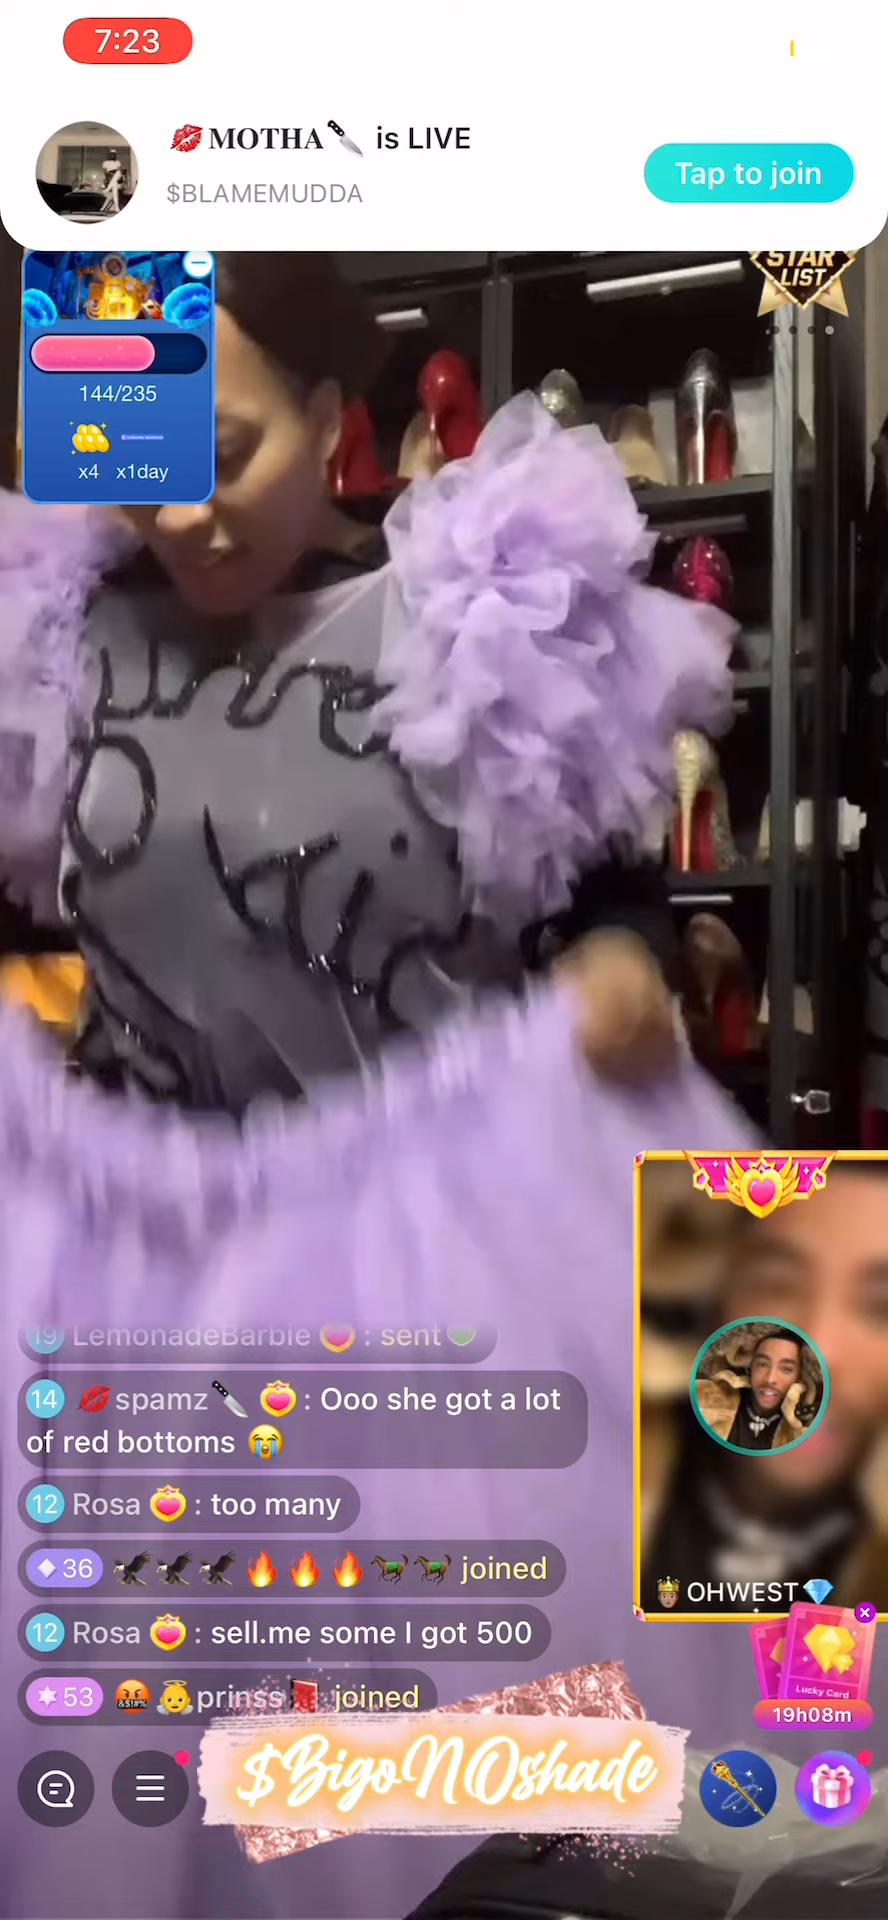 7:23
💋 MOTHA🔪 is LIVE
$BLAMEMUDDA
Tap to join
STAR
LIST
144/235
x4 x1day
19 LemonadeBarbie : sent
14 💋spamz🔪 : Ooo she got a lot
of red bottoms 😭
12 Rosa : too many
36 joined
12 Rosa : sell.me some I got 500
53 prinss joined
OHWEST
Lucky Card
19h08m
$BigoNOshade